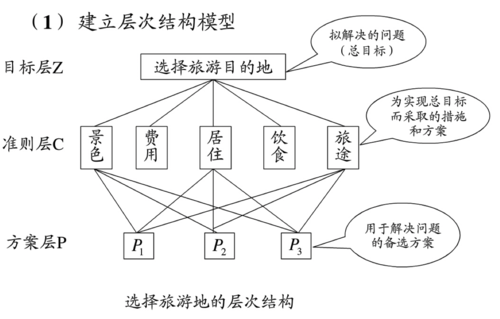 （1） 建立层次结构模型
拟解决的问题
（总目标）
目标层Z
选择旅游目的地
为实现总目标
而采取的措施
和方案
准则层C
景色
费用
居住
饮食
旅途
用于解决问题
的备选方案
方案层P
P1
P2
P3
选择旅游地的层次结构